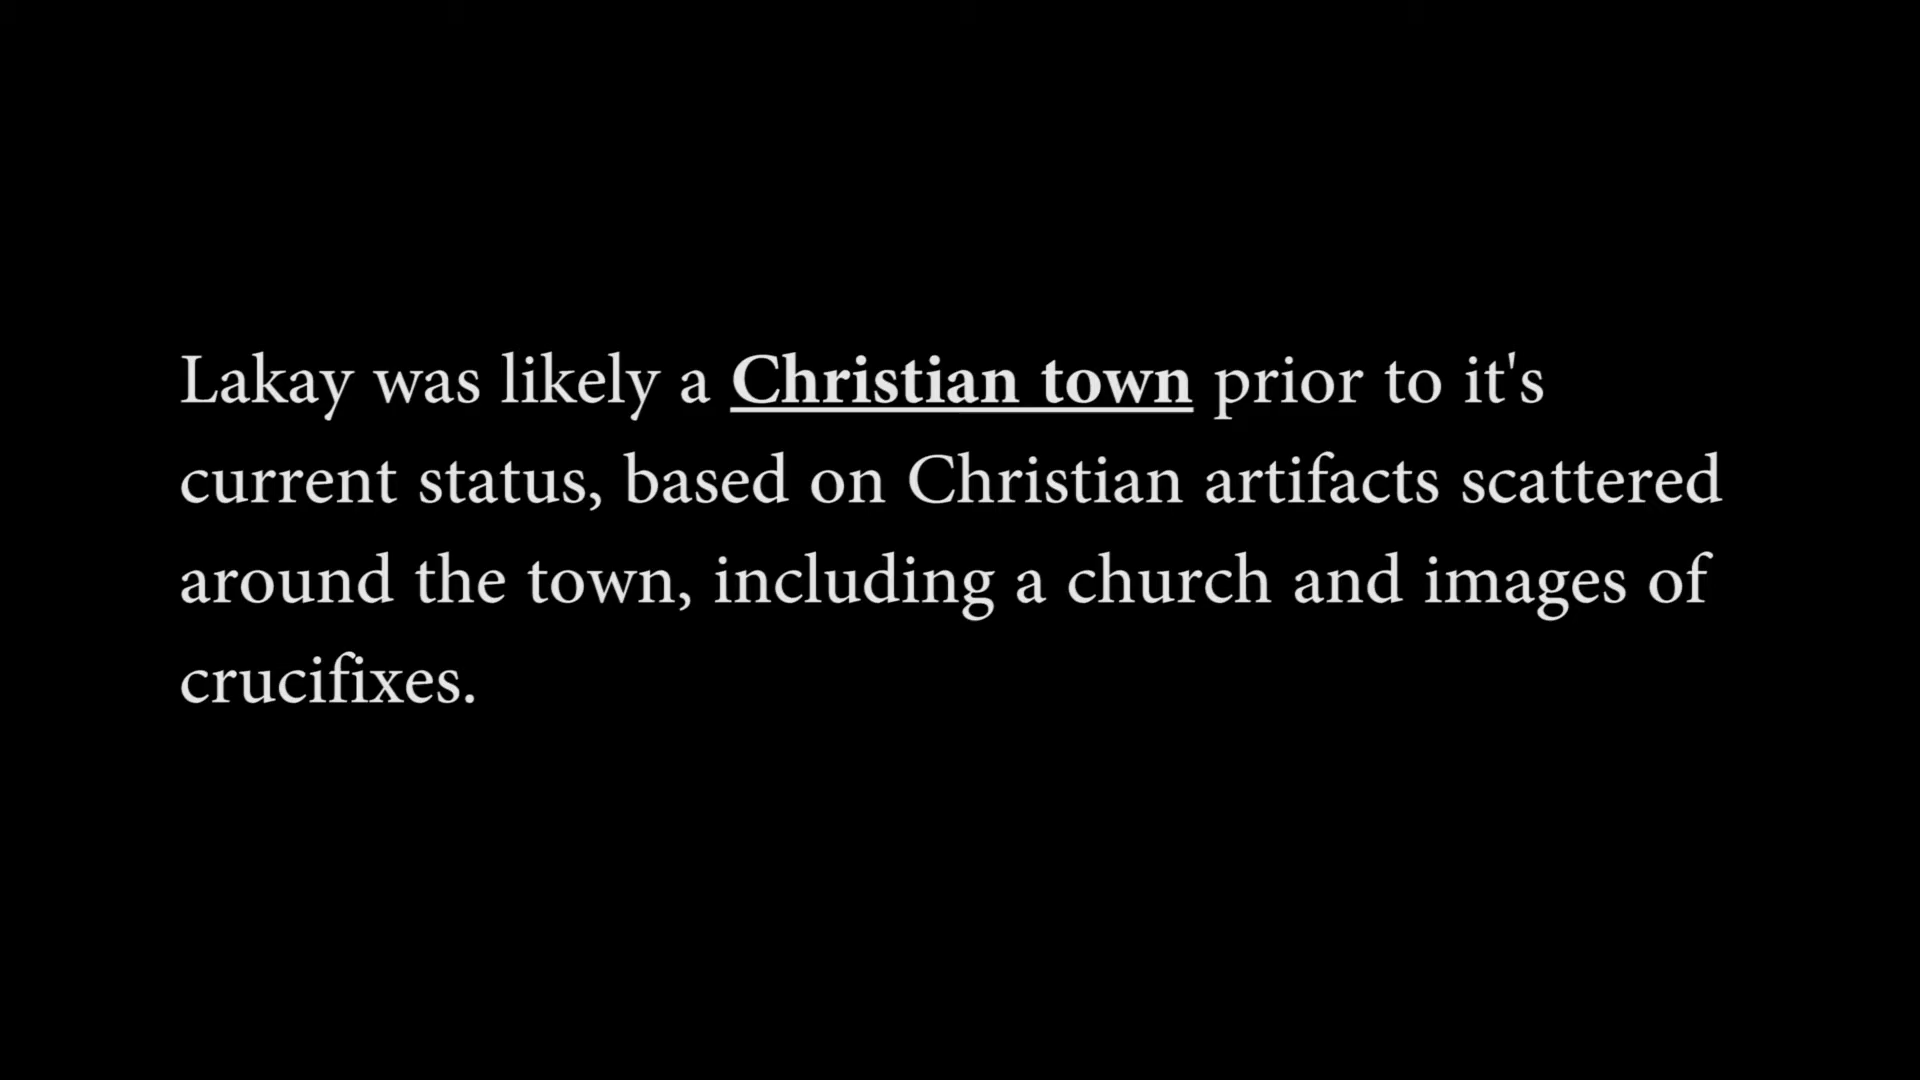 Lakay was likely a Christian town prior to it's
current status, based on Christian artifacts scattered
around the town, including a church and images of
crucifixes.